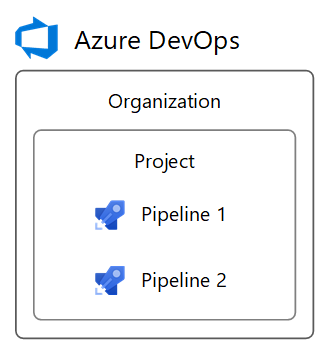 Azure DevOps
Organization
Project
Pipeline 1
Pipeline 2